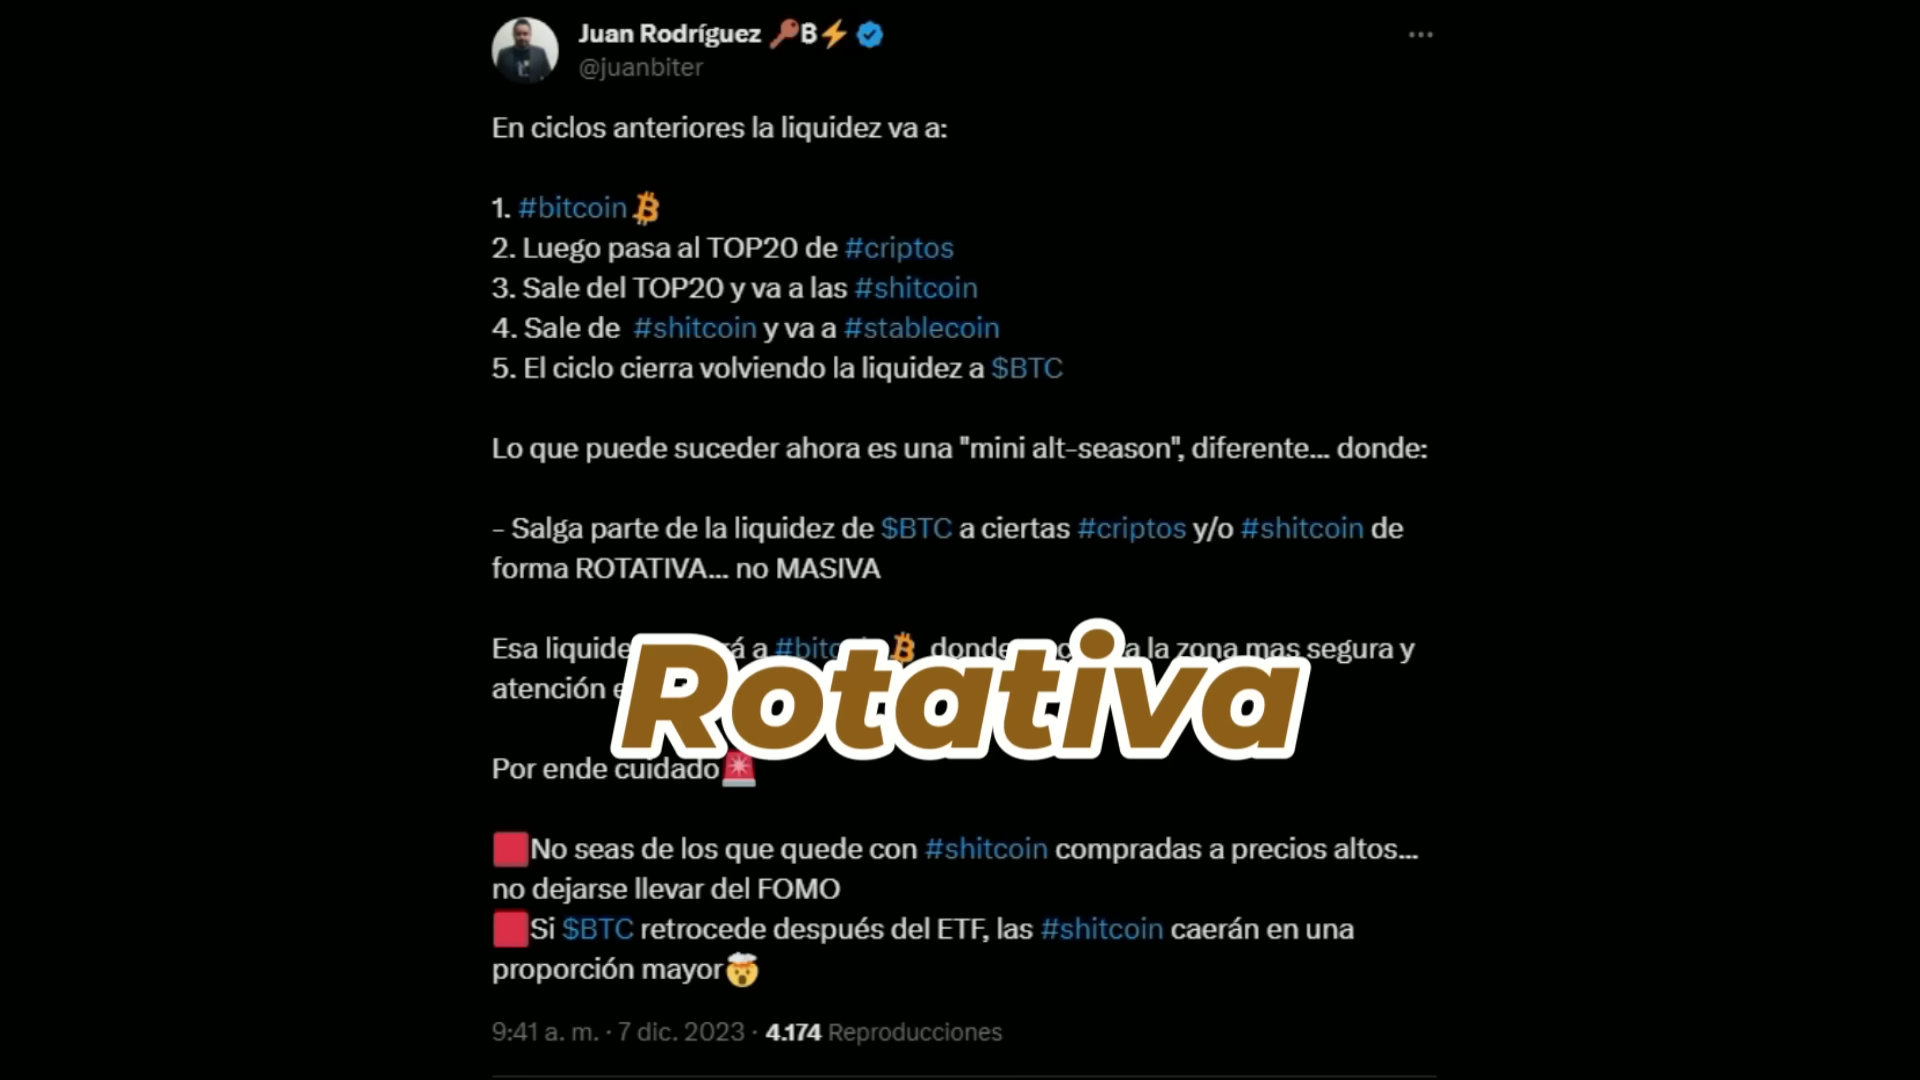 Juan Rodríguez 🔑₿⚡
@juanbiter
En ciclos anteriores la liquidez va a:
1. #bitcoin
2. Luego pasa al TOP20 de #criptos
3. Sale del TOP20 y va a las #shitcoin
4. Sale de #shitcoin y va a #stablecoin
5. El ciclo cierra volviendo la liquidez a $BTC
Lo que puede suceder ahora es una "mini alt-season", diferente... donde:
- Salga parte de la liquidez de $BTC a ciertas #criptos y/o #shitcoin de
forma ROTATIVA... no MASIVA
Esa a la zona mas segura y
atención
Rotativa
Por ende cuidado🚨
🟥No seas de los que quede con #shitcoin compradas a precios altos...
no dejarse llevar del FOMO
🟥Si $BTC retrocede después del ETF, las #shitcoin caerán en una
proporción mayor🤯
9:41 a. m. · 7 dic. 2023 · 4.174 Reproducciones